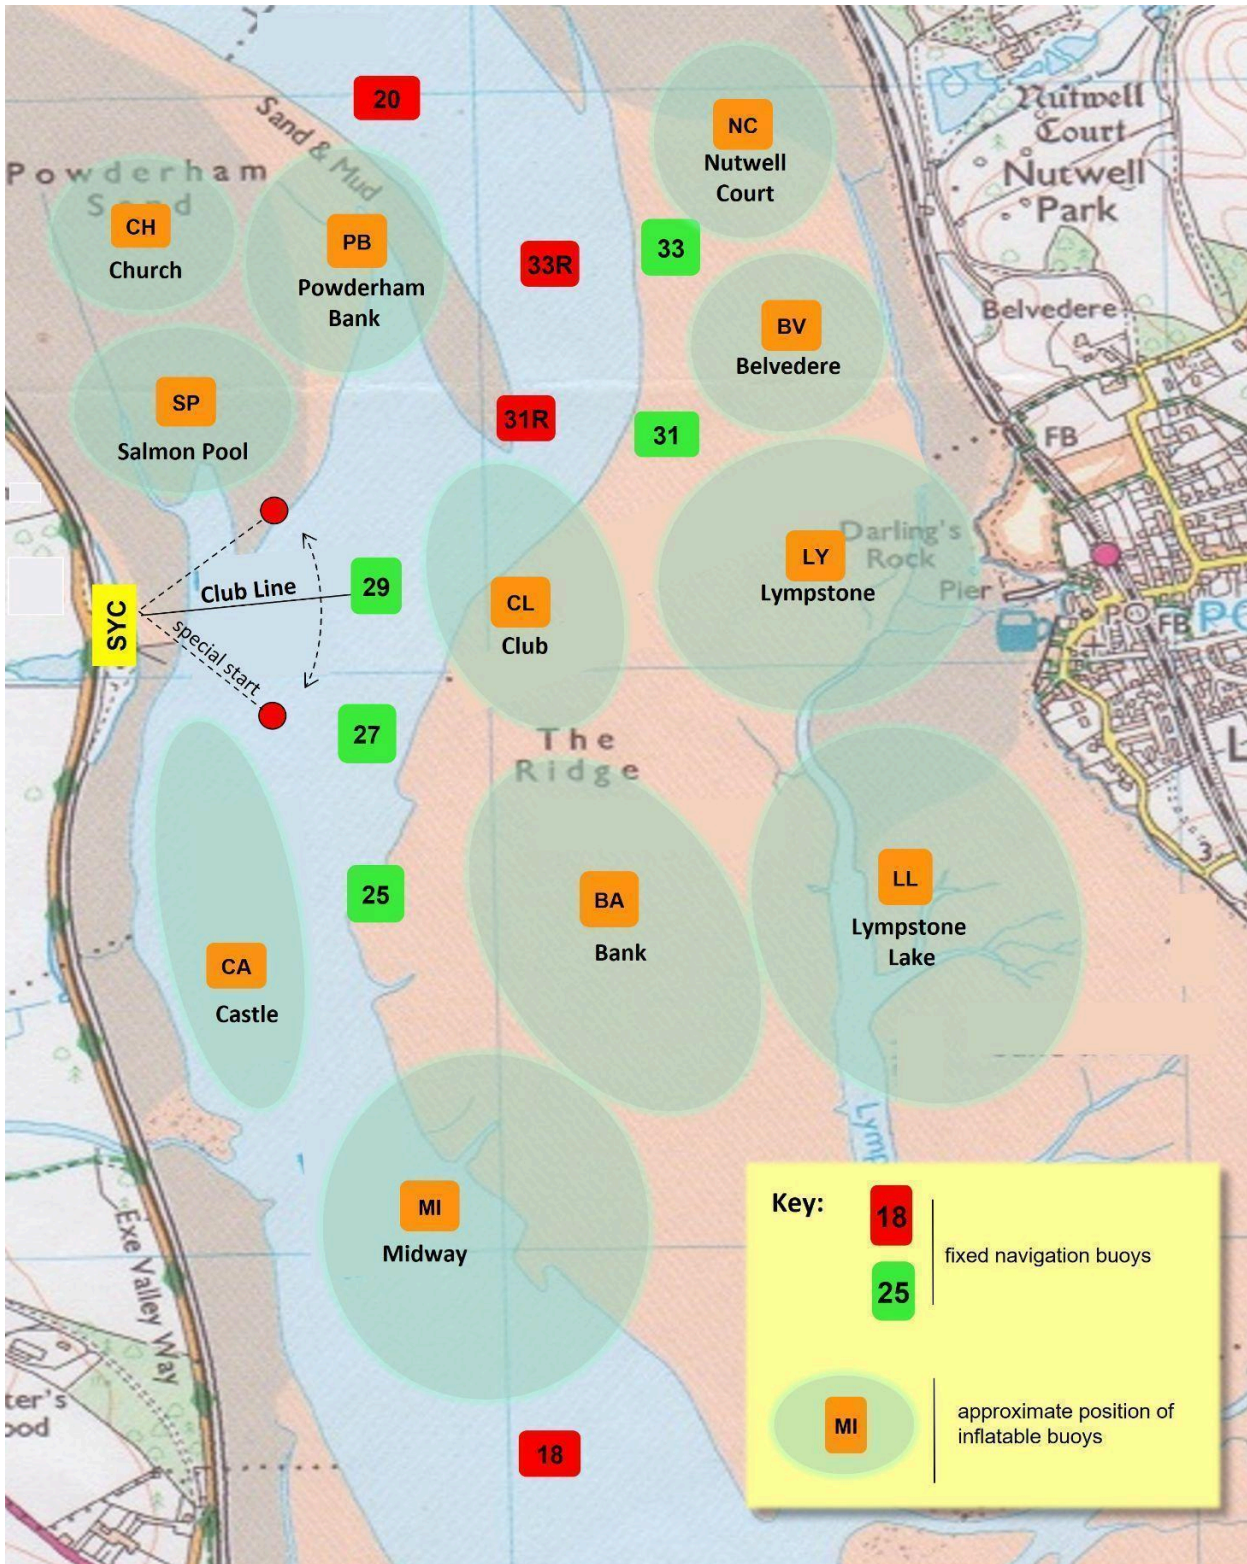 20
Sand & Mud
NC
Nutwell
Court
Nutwell
Court
Nutwell
Park
Powderham
Sand
CH
Church
PB
Powderham
Bank
33R
33
BV
Belvedere
Belvedere
SP
Salmon Pool
31R
31
FB
Darling's
Rock
LY
Lympstone
Pier
29
Club Line
SYC
special start
CL
Club
FB
27
The
Ridge
25
BA
Bank
LL
Lympstone
Lake
3
CA
Castle
MI
Midway
Exe Valley Way
18
Key:
18
25
fixed navigation buoys
MI
approximate position of
inflatable buoys